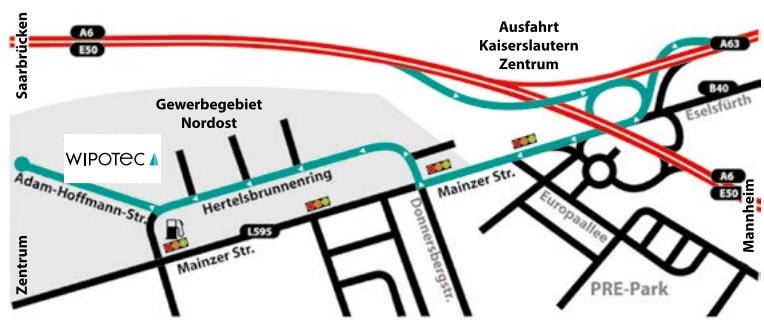 Saarbrücken
A6
E50
Ausfahrt
Kaiserslautern
Zentrum
A63
B40
Eselsfürth
Gewerbegebiet
Nordost
WIPOTEC
Adam-Hoffmann-Str.
Hertelsbrunnenring
Mainzer Str.
A6
E50
Mannheim
Europaallee
Donnersbergstr.
L595
Mainzer Str.
Zentrum
PRE-Park